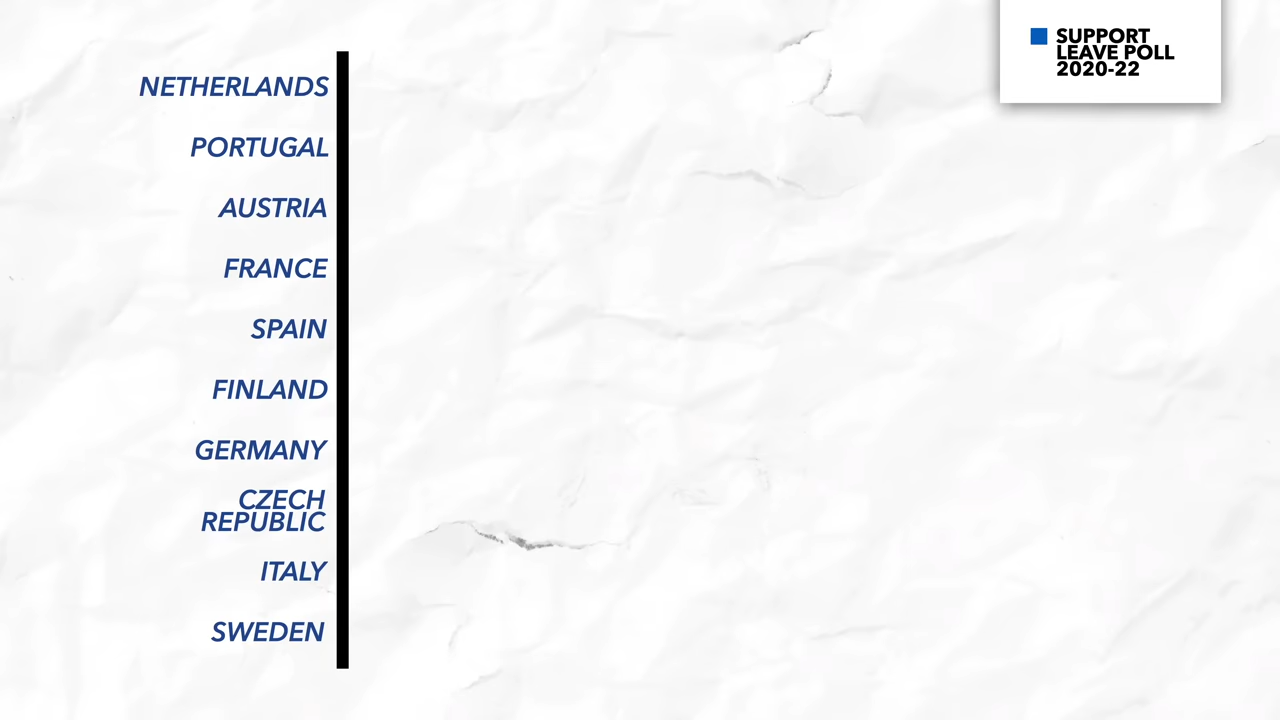 SUPPORT
LEAVE POLL
2020-22
NETHERLANDS
PORTUGAL
AUSTRIA
FRANCE
SPAIN
FINLAND
GERMANY
CZECH
REPUBLIC
ITALY
SWEDEN